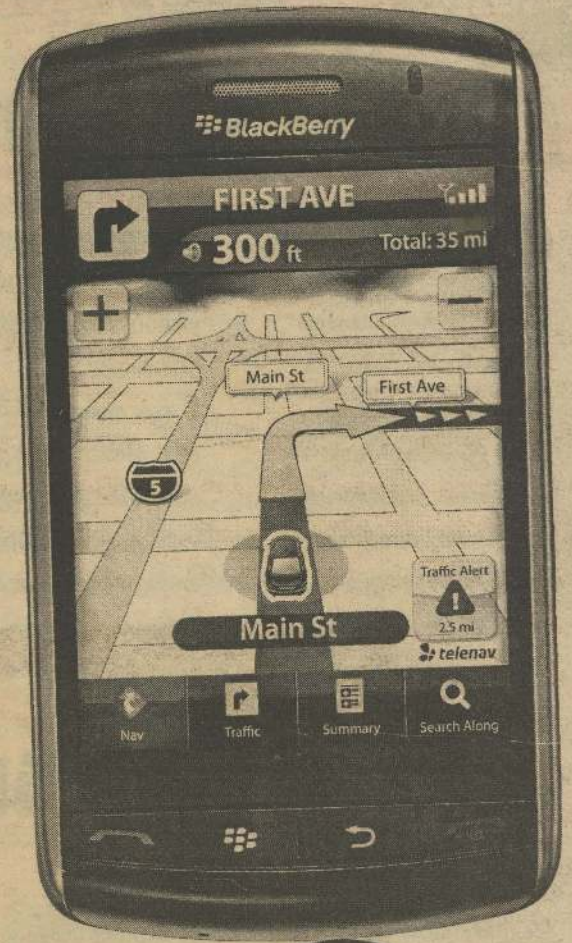 BlackBerry
FIRST AVE
300 ft
Total: 35 mi
+
−
Main St
First Ave
5
Traffic Alert
!
2.5 mi
Main St
telenav
Nav
Traffic
Summary
Search Along